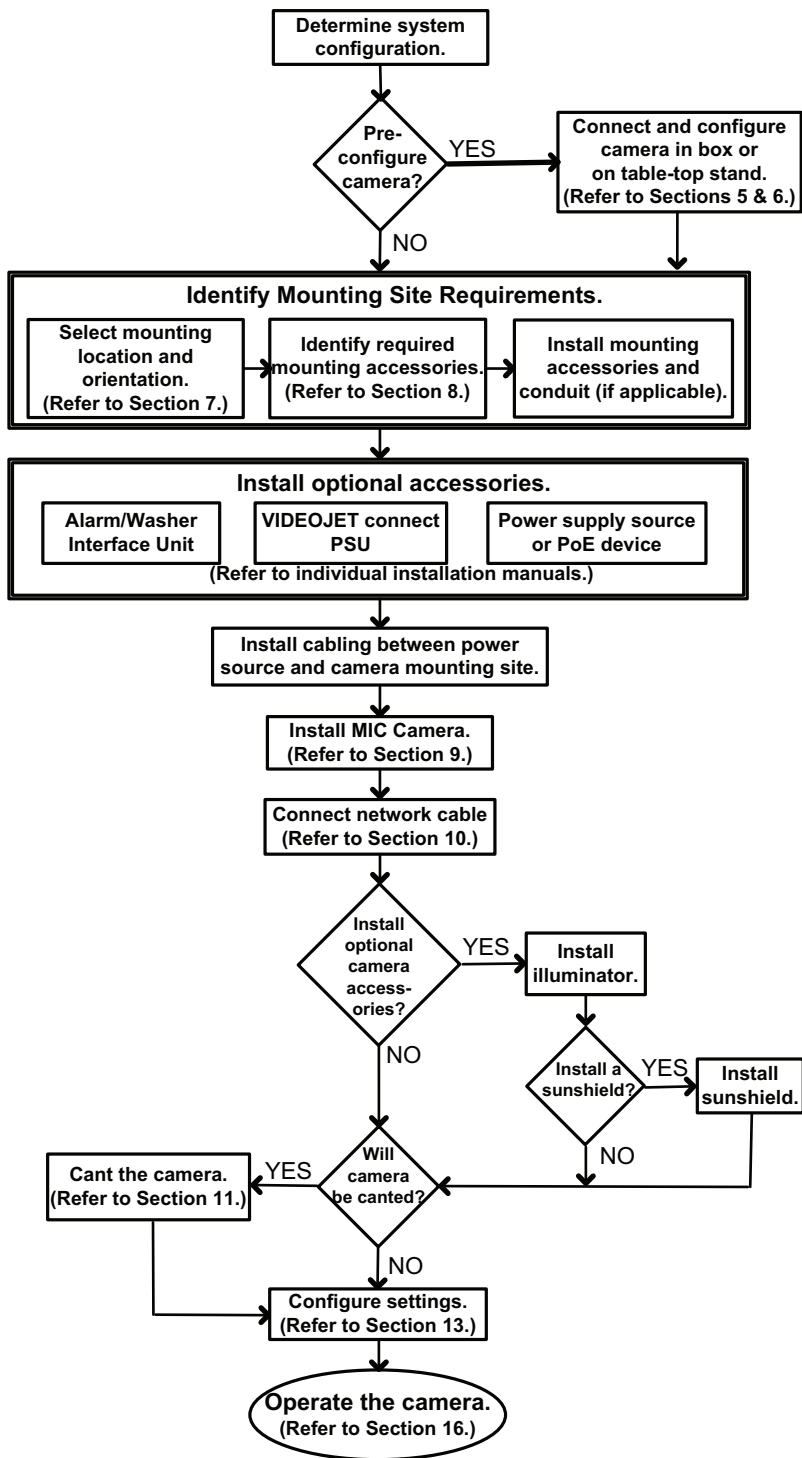 Determine system
configuration.
Pre-
configure
camera?
YES
Connect and configure
camera in box or
on table-top stand.
(Refer to Sections 5 & 6.)
NO
Identify Mounting Site Requirements.
Select mounting
location and
orientation.
(Refer to Section 7.)
Identify required
mounting accessories.
(Refer to Section 8.)
Install mounting
accessories and
conduit (if applicable).
Install optional accessories.
Alarm/Washer
Interface Unit
VIDEOJET connect
PSU
Power supply source
or PoE device
(Refer to individual installation manuals.)
Install cabling between power
source and camera mounting site.
Install MIC Camera.
(Refer to Section 9.)
Connect network cable
(Refer to Section 10.)
Install
optional
camera
access-
ories?
YES
Install
illuminator.
NO
Install a
sunshield?
YES
Install
sunshield.
NO
Will
camera
be canted?
YES
Cant the camera.
(Refer to Section 11.)
NO
Configure settings.
(Refer to Section 13.)
Operate the camera.
(Refer to Section 16.)